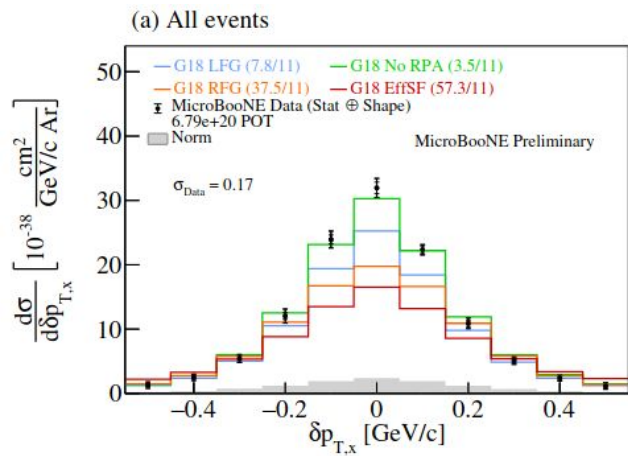 (a) All events
G18 LFG (7.8/11) G18 No RPA (3.5/11)
G18 RFG (37.5/11) G18 EffSF (57.3/11)
MicroBooNE Data (Stat ⊕ Shape)
6.79e+20 POT
Norm
MicroBooNE Preliminary
σ_Data = 0.17
dσ/dδp_T,x [10^-38 cm^2/(GeV/c Ar)]
50
40
30
20
10
0
−0.4 −0.2 0 0.2 0.4
δp_T,x [GeV/c]